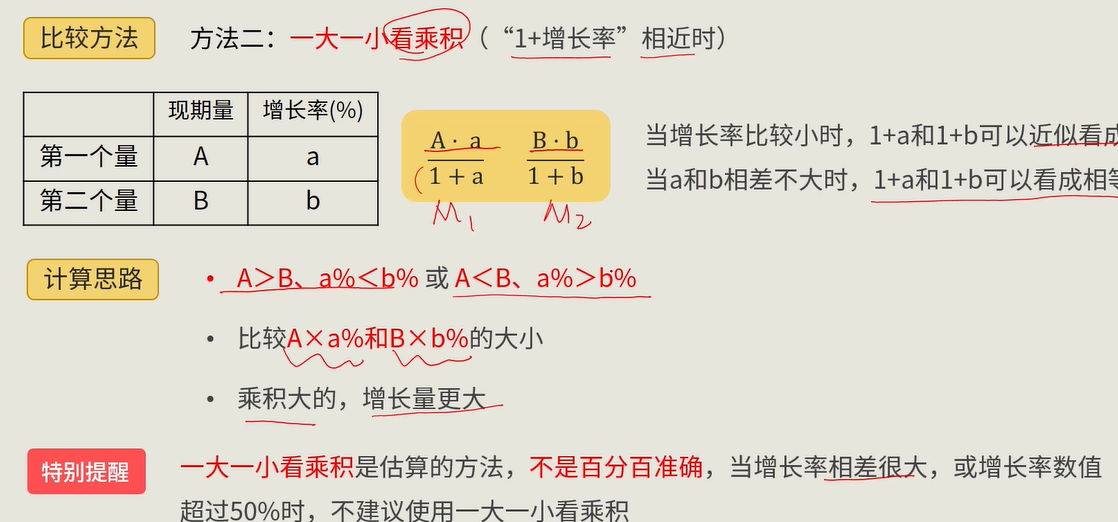 比较方法 方法二：一大一小看乘积（“1+增长率”相近时）
现期量 增长率(%)
第一个量 A a
第二个量 B b
A · a B · b
1 + a 1 + b
M₁ M₂
当增长率比较小时，1+a和1+b可以近似看成
当a和b相差不大时，1+a和1+b可以看成相等
计算思路 • A＞B、a%＜b% 或 A＜B、a%＞b%
• 比较A×a%和B×b%的大小
• 乘积大的，增长量更大
特别提醒 一大一小看乘积是估算的方法，不是百分百准确，当增长率相差很大，或增长率数值
超过50%时，不建议使用一大一小看乘积